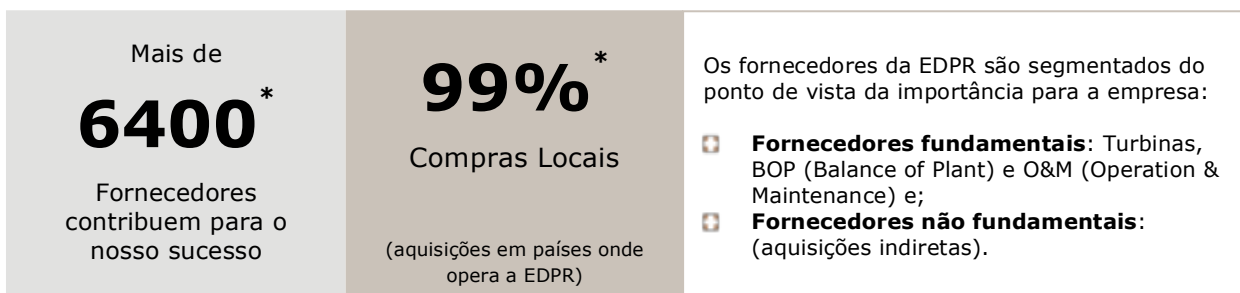 Mais de
6400*
Fornecedores
contribuem para o
nosso sucesso
99%*
Compras Locais
(aquisições em países onde
opera a EDPR)
Os fornecedores da EDPR são segmentados do
ponto de vista da importância para a empresa:
Fornecedores fundamentais: Turbinas,
BOP (Balance of Plant) e O&M (Operation &
Maintenance) e;
Fornecedores não fundamentais:
(aquisições indiretas).